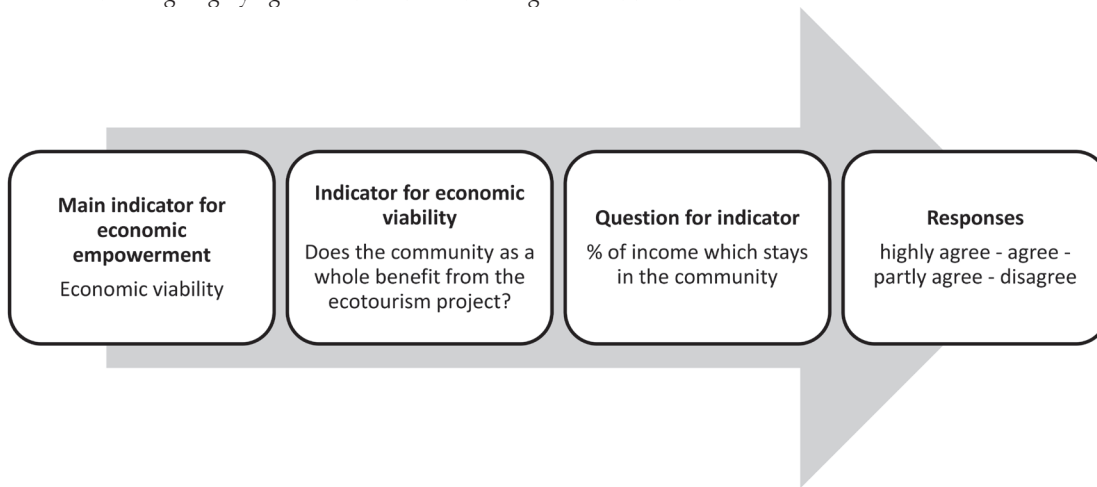 Main indicator for
economic
empowerment
Economic viability
Indicator for economic
viability
Does the community as a
whole benefit from the
ecotourism project?
Question for indicator
% of income which stays
in the community
Responses
highly agree - agree -
partly agree - disagree